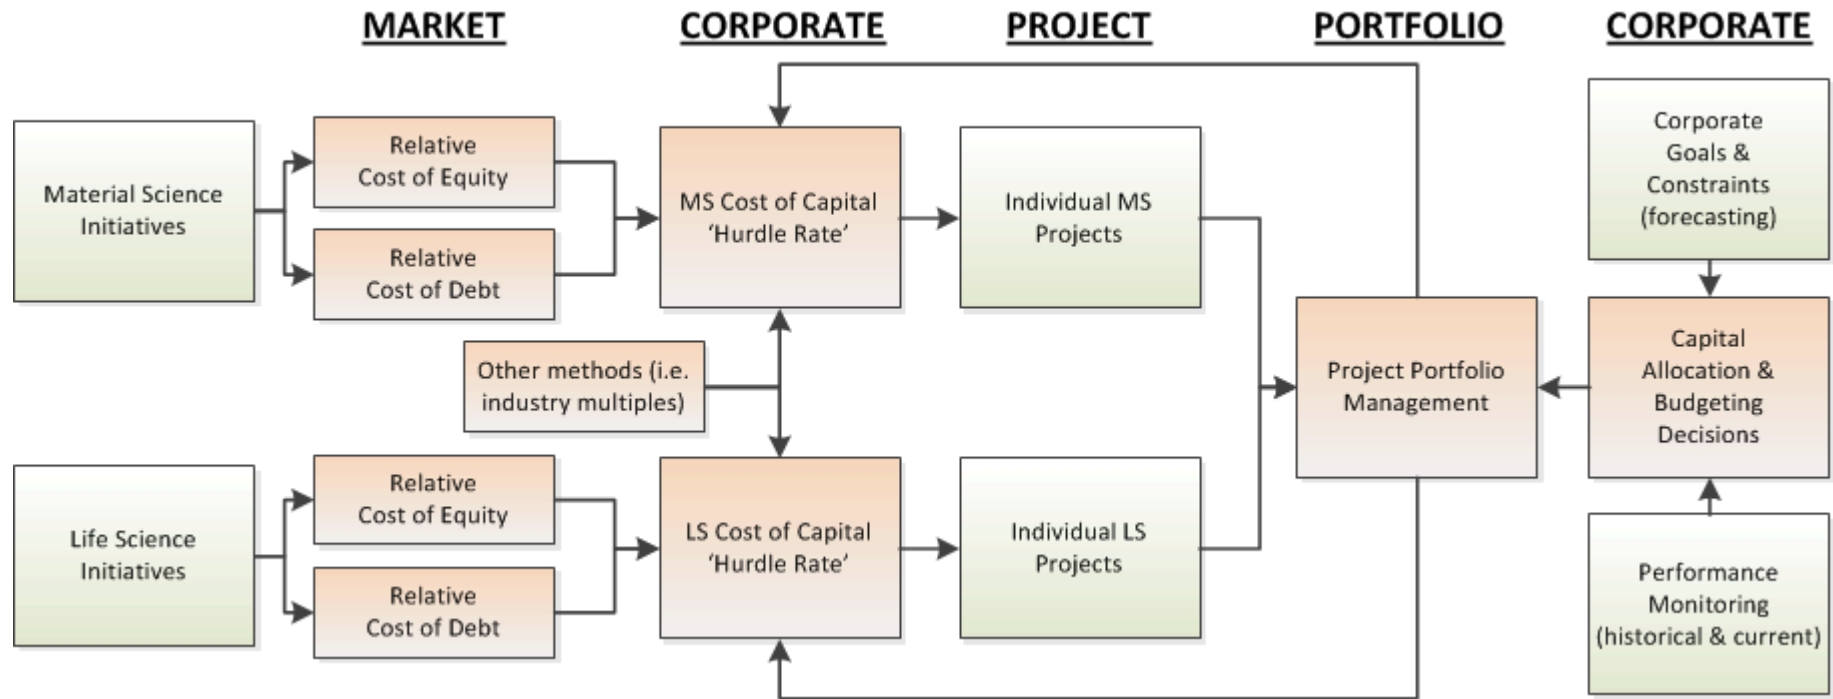 MARKET
CORPORATE
PROJECT
PORTFOLIO
CORPORATE
Material Science
Initiatives
Relative
Cost of Equity
Relative
Cost of Debt
MS Cost of Capital
‘Hurdle Rate’
Individual MS
Projects
Other methods (i.e.
industry multiples)
Life Science
Initiatives
Relative
Cost of Equity
Relative
Cost of Debt
LS Cost of Capital
‘Hurdle Rate’
Individual LS
Projects
Project Portfolio
Management
Corporate
Goals &
Constraints
(forecasting)
Capital
Allocation &
Budgeting
Decisions
Performance
Monitoring
(historical & current)